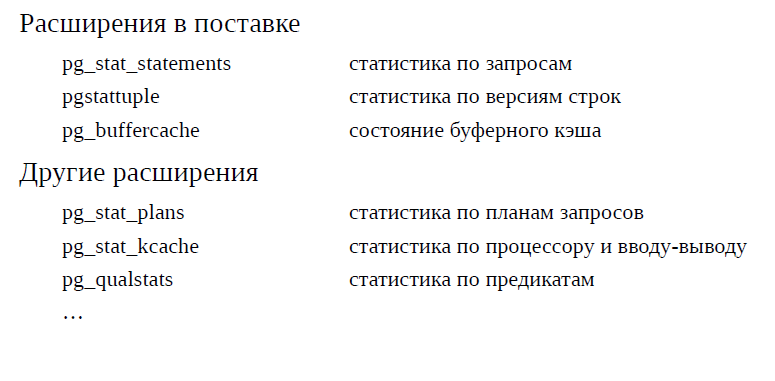 Расширения в поставке
pg_stat_statements статистика по запросам
pgstattuple статистика по версиям строк
pg_buffercache состояние буферного кэша
Другие расширения
pg_stat_plans статистика по планам запросов
pg_stat_kcache статистика по процессору и вводу-выводу
pg_qualstats статистика по предикатам
…